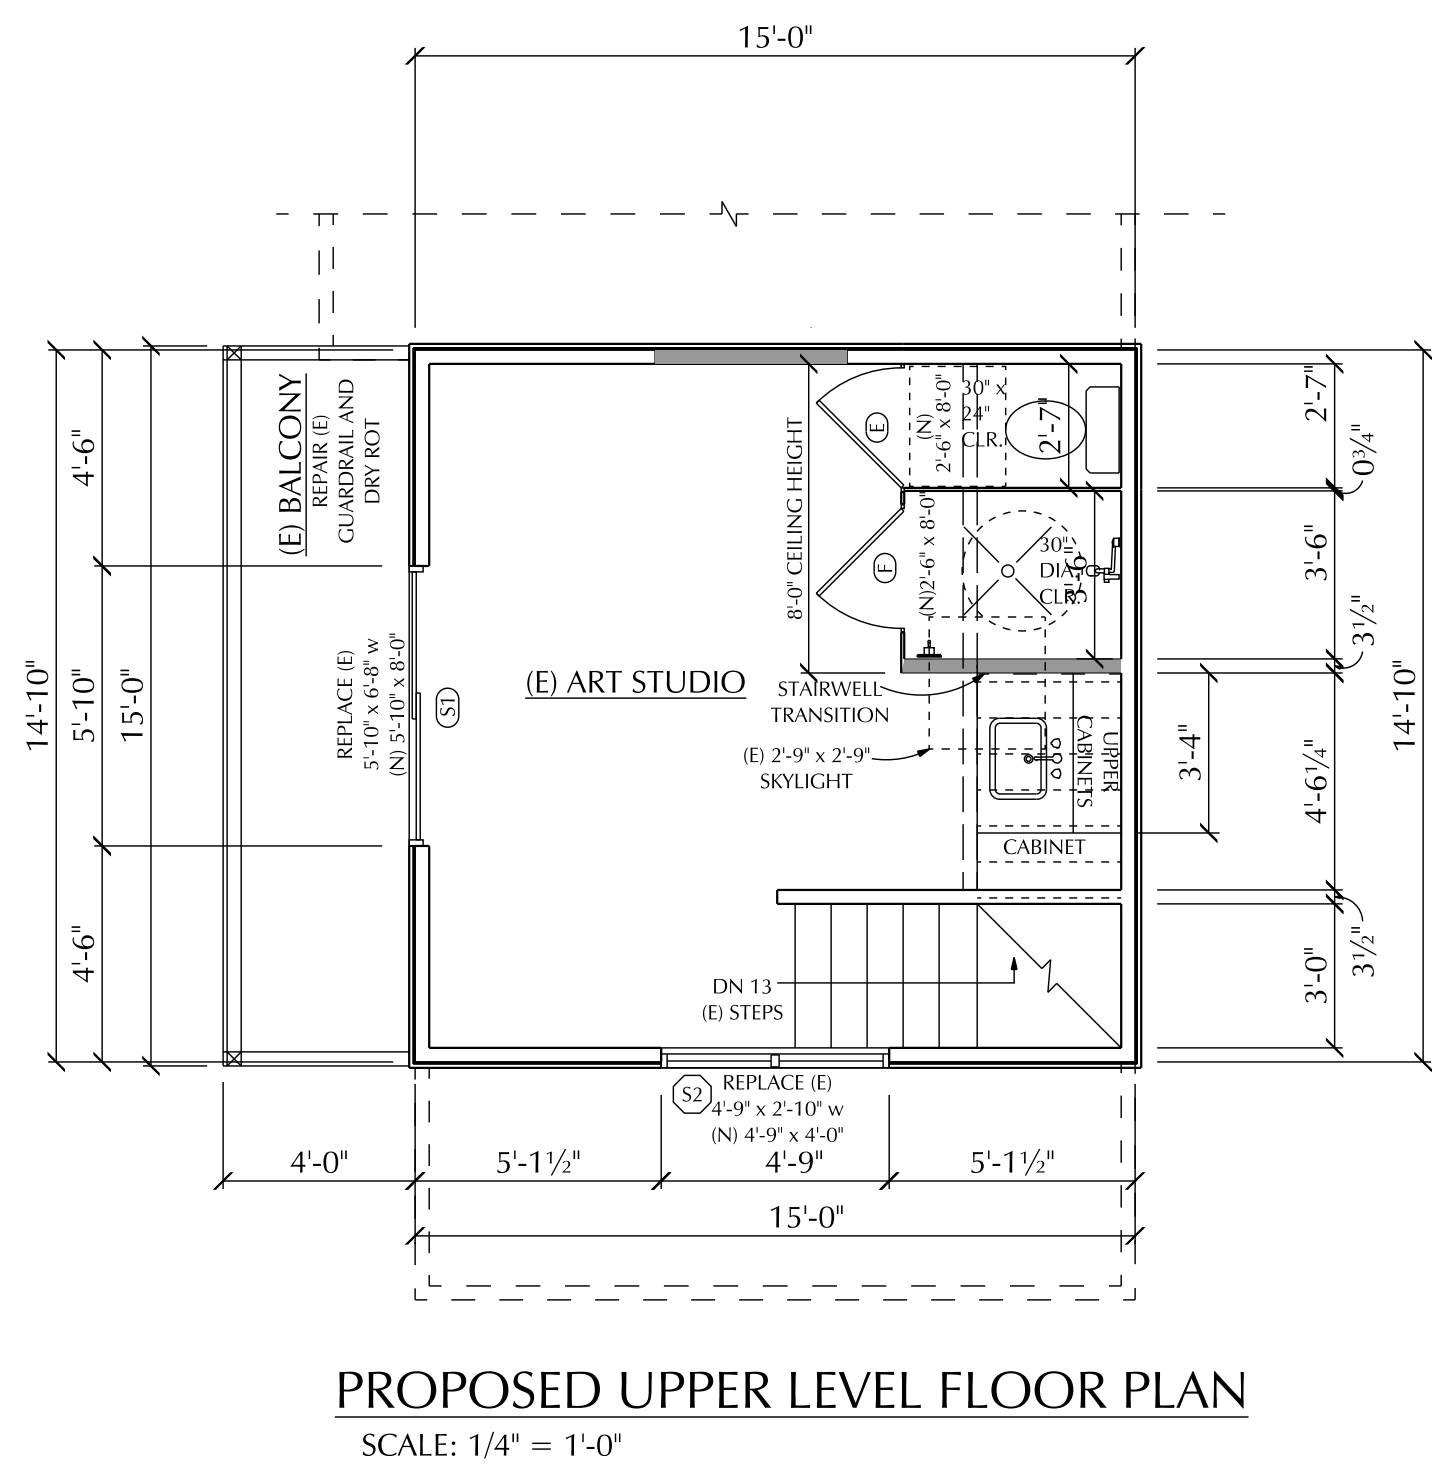 15'-0"
(E) BALCONY
REPAIR (E)
GUARDRAIL AND
DRY ROT
14'-10"
4'-6"
5'-10"
4'-6"
15'-0"
REPLACE (E)
5'-10" x 6'-8" w
(N) 5'-10" x 8'-0"
S1
(E) ART STUDIO
8'-0" CEILING HEIGHT
E
(N)
2'-6" x 8'-0"
30" x
24"
CLR.
2'-7"
F
(N)2'-6" x 8'-0"
30"
DIA.
CLR.
3'-6"
STAIRWELL
TRANSITION
(E) 2'-9" x 2'-9"
SKYLIGHT
UPPER
CABINETS
CABINET
3'-4"
2'-7"
0¾"
3'-6"
3½"
4'-6¼"
3½"
3'-0"
14'-10"
DN 13
(E) STEPS
S2
REPLACE (E)
4'-9" x 2'-10" w
(N) 4'-9" x 4'-0"
4'-0"
5'-1½"
4'-9"
5'-1½"
15'-0"
PROPOSED UPPER LEVEL FLOOR PLAN
SCALE: 1/4" = 1'-0"